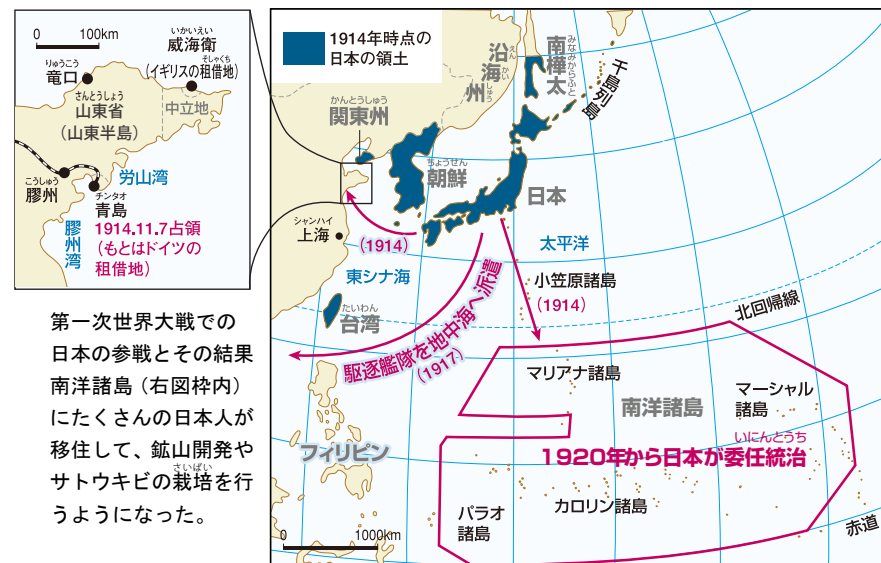 0 100km
いかいえい
威海衛
そしゃくち
(イギリスの租借地)
りゅうこう
竜口
さんとうしょう
山東省
(山東半島)
中立地
こうしゅう
膠州
チンタオ
青島
労山湾
膠州湾
1914.11.7占領
(もとはドイツの
租借地)
第一次世界大戦での
日本の参戦とその結果
南洋諸島(右図枠内)
にたくさんの日本人が
移住して、鉱山開発や
さいばい
サトウキビの栽培を行
うようになった。
1914年時点の
日本の領土
えんかいしゅう
沿海州
みなみからふと
南樺太
千島列島
かんとうしゅう
関東州
ちょうせん
朝鮮
日本
シャンハイ
上海
(1914)
太平洋
東シナ海
小笠原諸島
(1914)
たいわん
台湾
駆逐艦隊を地中海へ派遣
(1917)
北回帰線
マリアナ諸島
南洋諸島
マーシャル
諸島
フィリピン
いにんとうち
1920年から日本が委任統治
パラオ
諸島
カロリン諸島
赤道
0 1000km